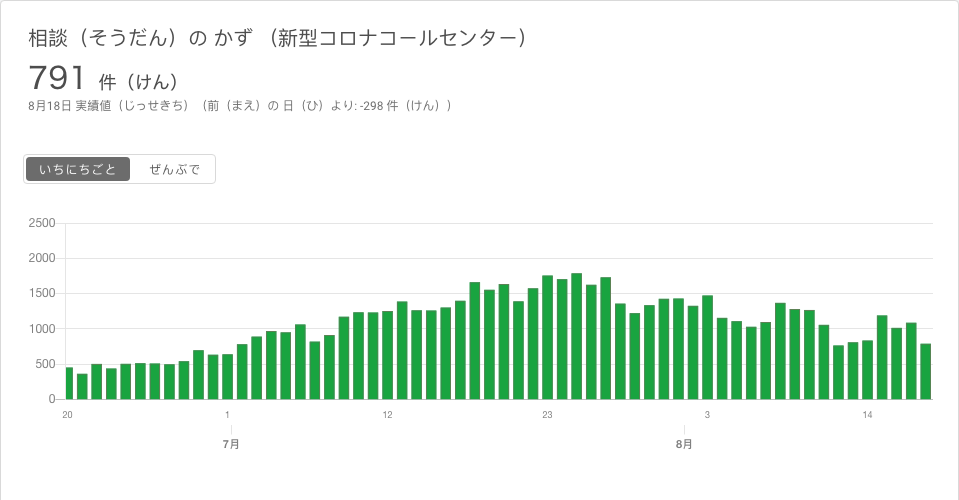 相談（そうだん）の かず （新型コロナコールセンター）
791 件（けん）
8月18日 実績値（じっせきち）（前（まえ）の 日（ひ）より: -298 件（けん））
いちにちごと ぜんぶで
2500
2000
1500
1000
500
0
20 1 12 23 3 14
7月 8月